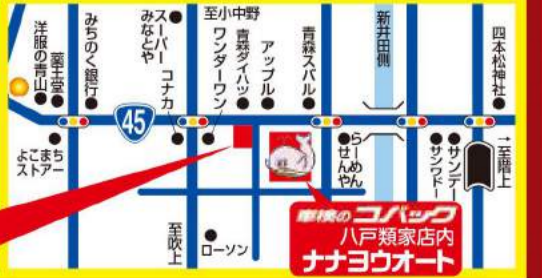 洋服の青山
薬王堂
みちのく銀行
スーパー
みなとや
コナカ
至小中野
ワンダーワン
青森ダイハツ
アップル
青森スバル
新井田側
四本松神社
45
よこまち
ストアー
らーめん
せんや
サンデー
サンワドー
→至階上
至吹上
ローソン
車検のコバック
八戸類家店内
ナナヨウオート